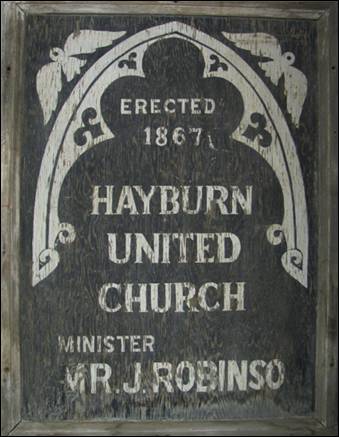 ERECTED
1867
HAYBURN
UNITED
CHURCH
MINISTER
MR. J. ROBINSO